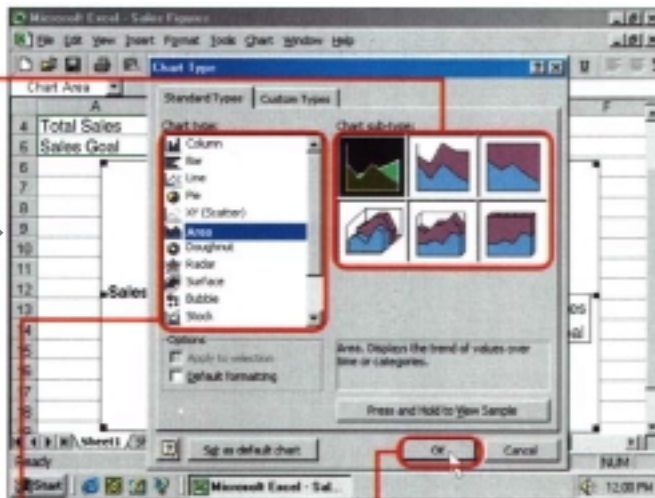 Microsoft Excel - Sales Figures
File Edit View Insert Format Tools Chart Window Help
Chart Area
Chart Type
U
A
F
4 Total Sales
5 Sales Goal
6
7
8
9
10
11
12 Sales
13
14
15
16
17
18
Standard Types
Custom Types
Chart type:
Column
Bar
Line
Pie
XY (Scatter)
Area
Doughnut
Radar
Surface
Bubble
Stock
Chart sub-type:
Options
Apply to selection
Default formatting
Area. Displays the trend of values over
time or categories.
Press and Hold to View Sample
Set as default chart
OK
Cancel
Sheet1
Ready
NUM
Start
Microsoft Excel - Sal...
12:00 PM